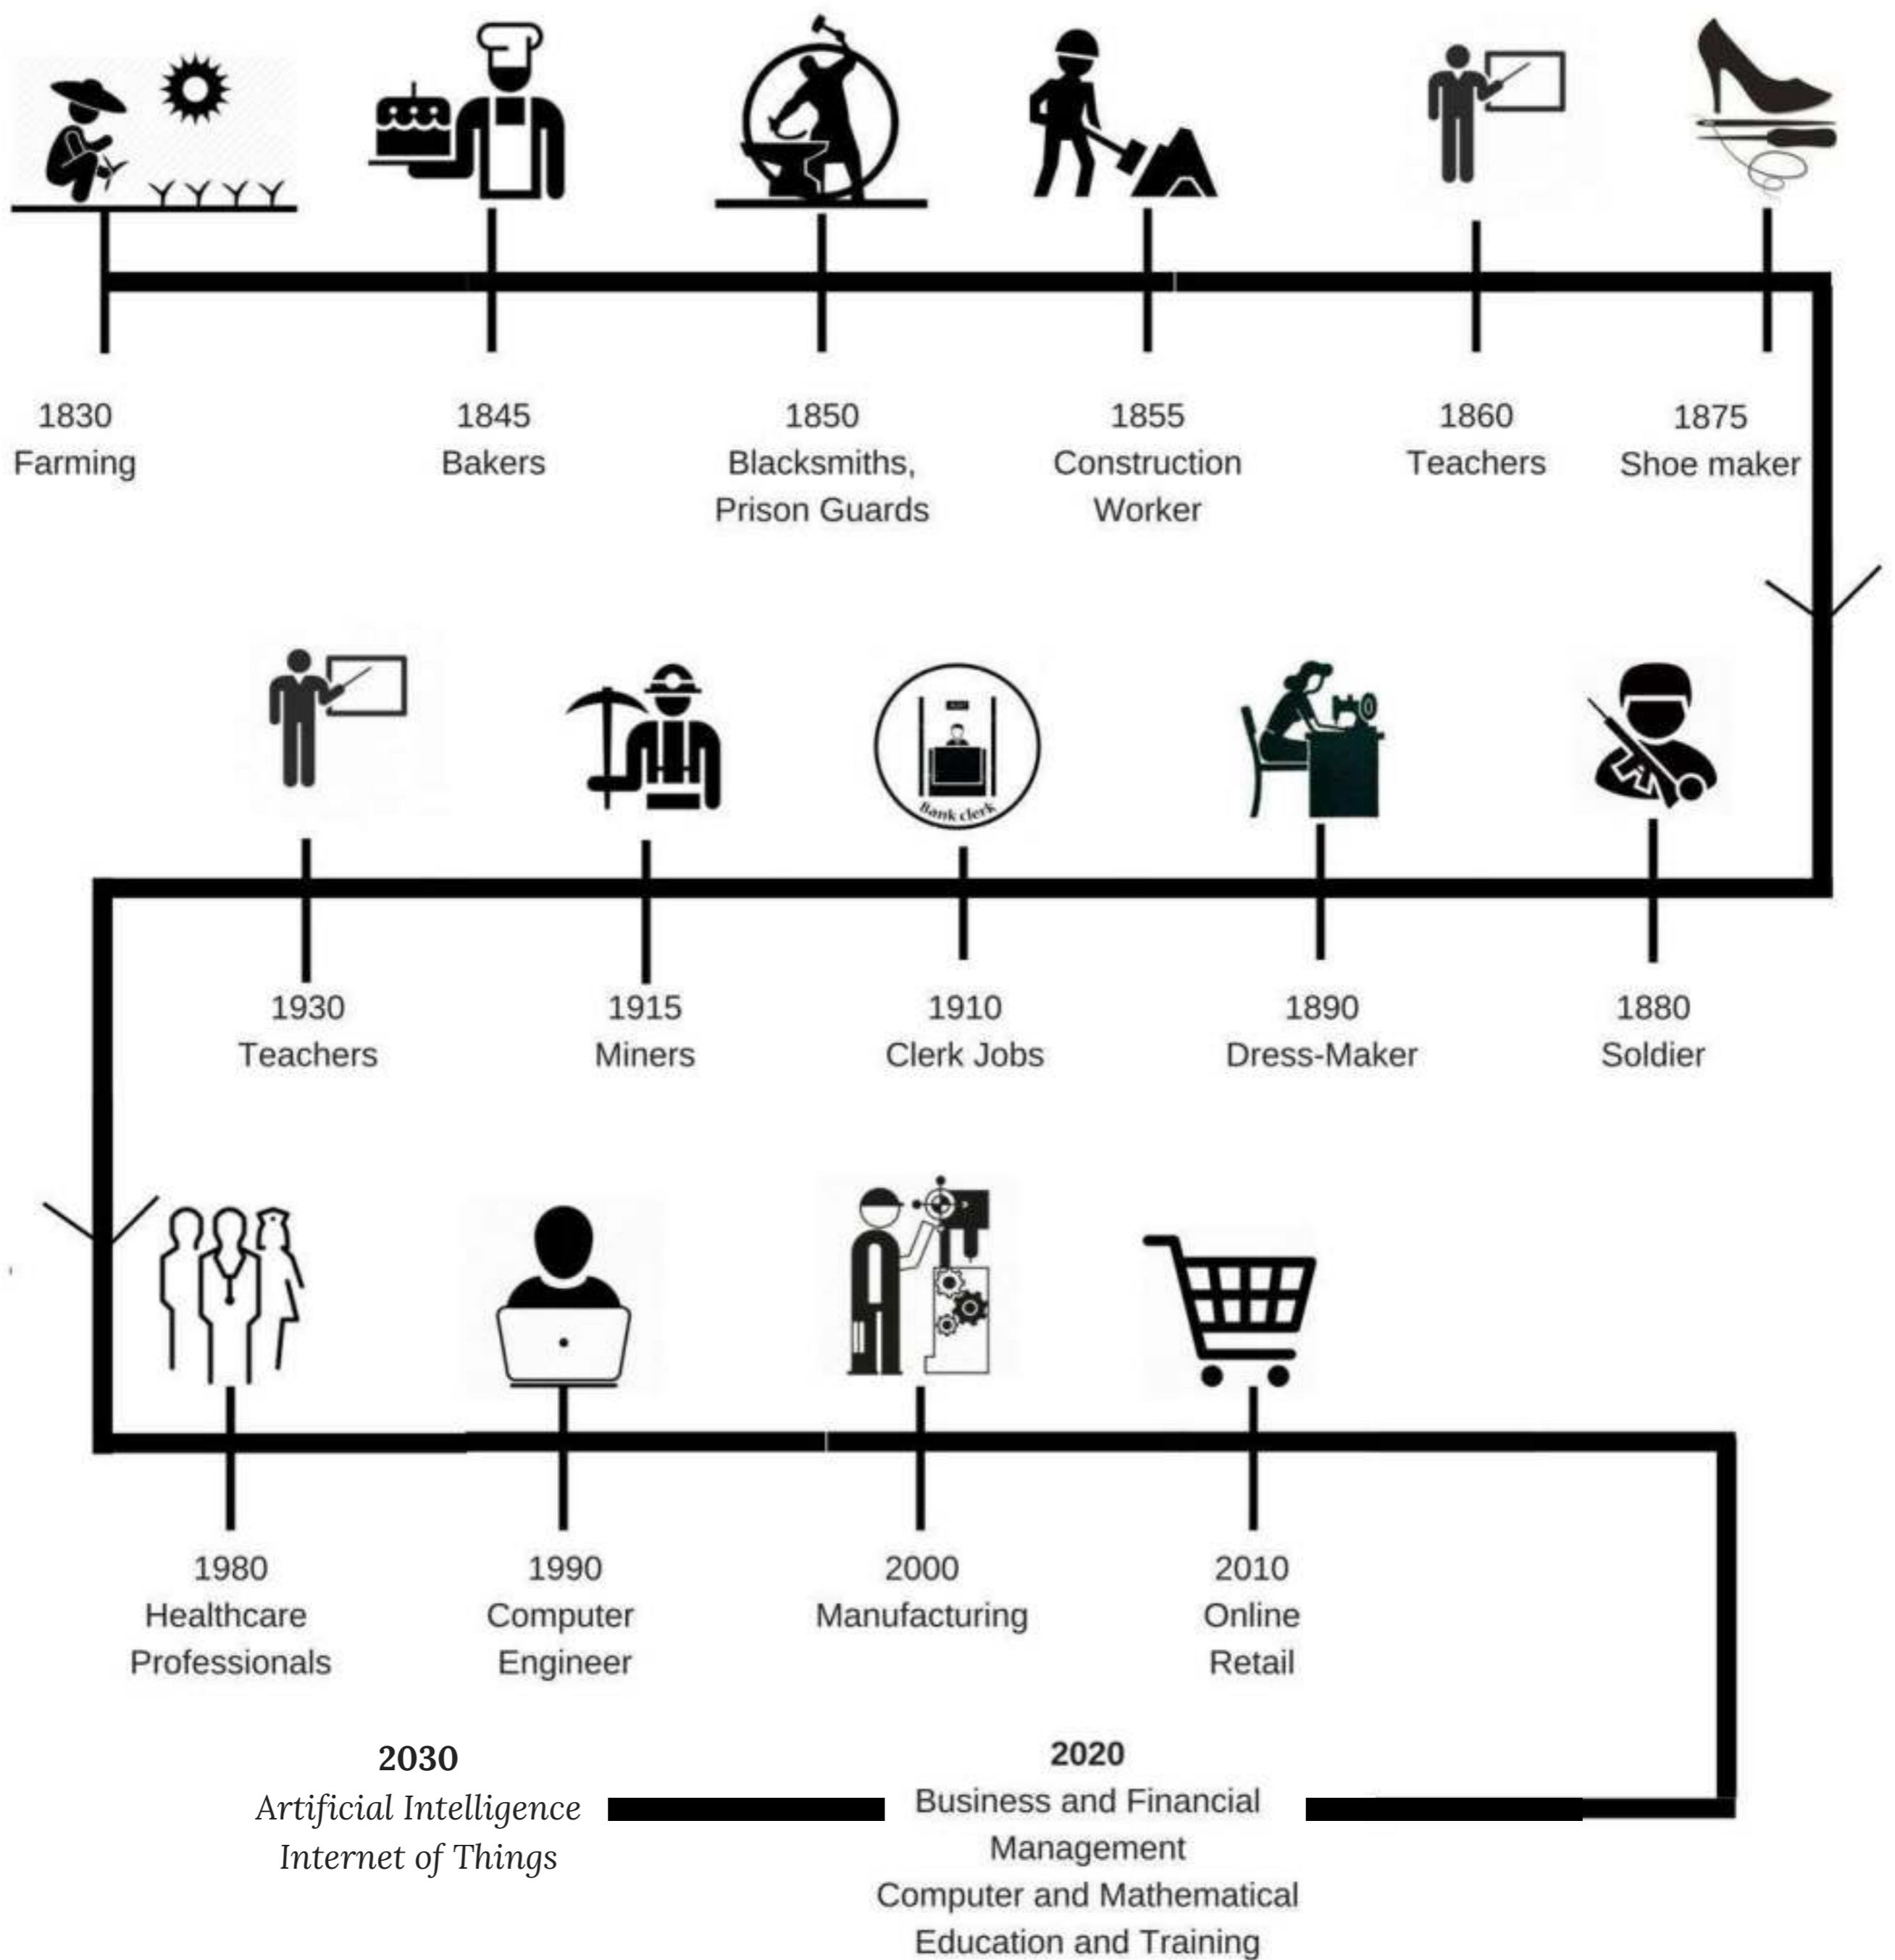 1830
Farming
1845
Bakers
1850
Blacksmiths,
Prison Guards
1855
Construction
Worker
1860
Teachers
1875
Shoe maker
Bank clerk
1930
Teachers
1915
Miners
1910
Clerk Jobs
1890
Dress-Maker
1880
Soldier
1980
Healthcare
Professionals
1990
Computer
Engineer
2000
Manufacturing
2010
Online
Retail
2030
Artificial Intelligence
Internet of Things
2020
Business and Financial
Management
Computer and Mathematical
Education and Training